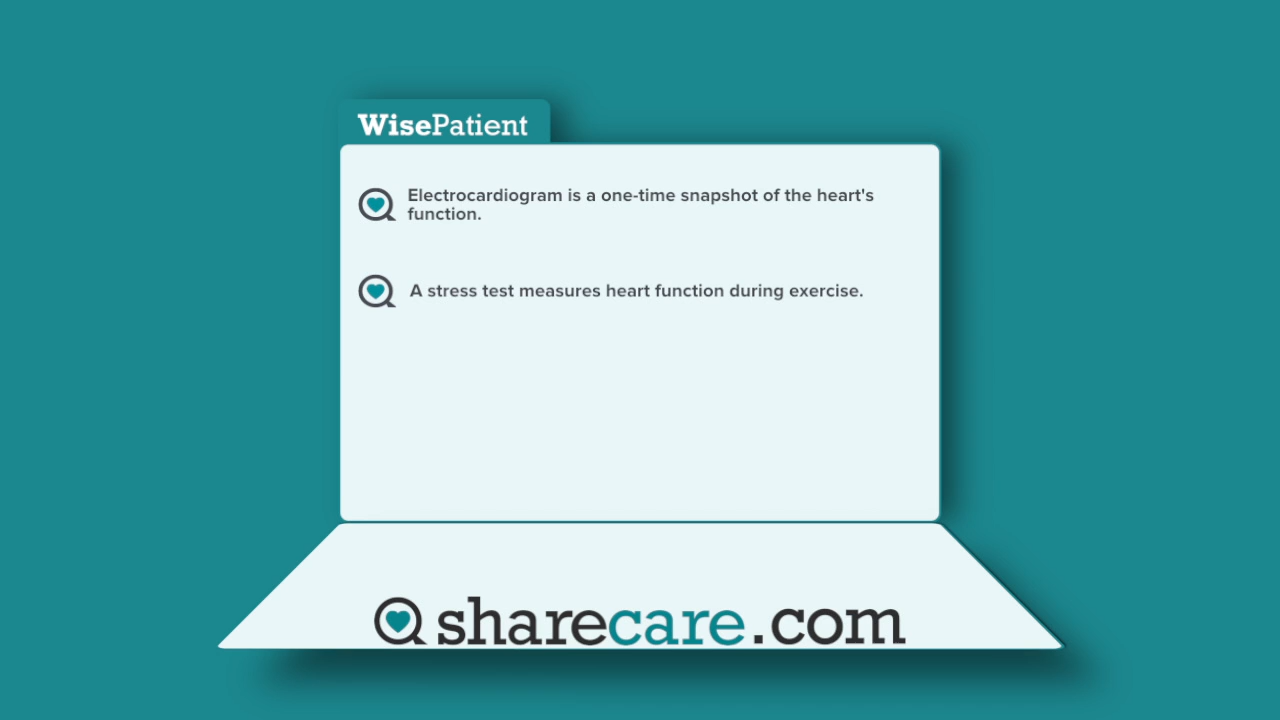 WisePatient
Electrocardiogram is a one-time snapshot of the heart's
function.
A stress test measures heart function during exercise.
sharecare.com